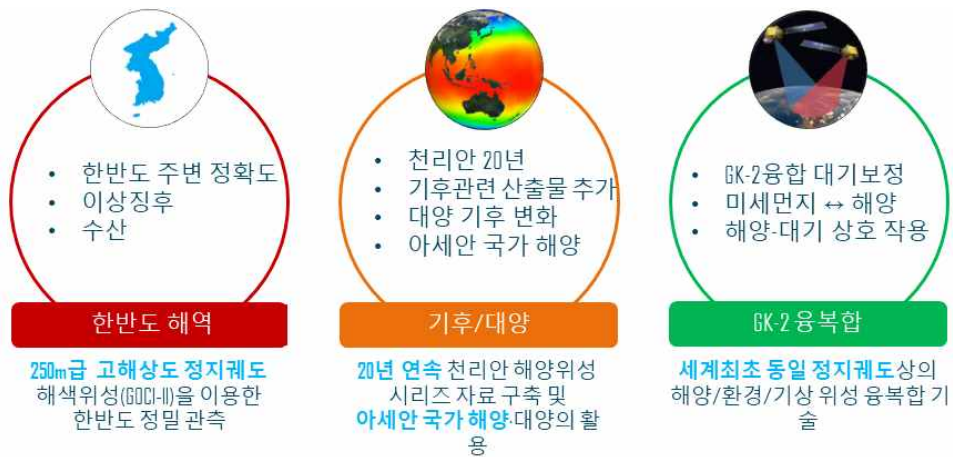 • 한반도 주변 정확도
• 이상징후
• 수산
한반도 해역
250m급 고해상도 정지궤도
해색위성(GOCI-II)을 이용한
한반도 정밀 관측
• 천리안 20년
• 기후관련 산출물 추가
• 대양 기후 변화
• 아세안 국가 해양
기후/대양
20년 연속 천리안 해양위성
시리즈 자료 구축 및
아세안 국가 해양·대양의 활
용
• GK-2융합 대기보정
• 미세먼지 ↔ 해양
• 해양-대기 상호 작용
GK-2 융복합
세계최초 동일 정지궤도상의
해양/환경/기상 위성 융복합 기
술